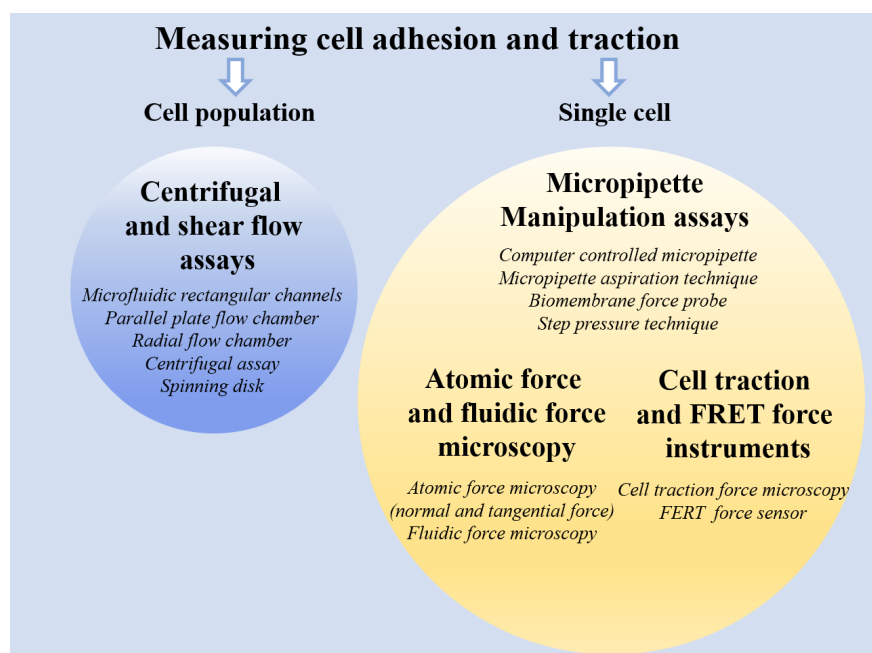 Measuring cell adhesion and traction
Cell population
Single cell
Centrifugal
and shear flow
assays
Microfluidic rectangular channels
Parallel plate flow chamber
Radial flow chamber
Centrifugal assay
Spinning disk
Micropipette
Manipulation assays
Computer controlled micropipette
Micropipette aspiration technique
Biomembrane force probe
Step pressure technique
Atomic force
and fluidic force
microscopy
Atomic force microscopy
(normal and tangential force)
Fluidic force microscopy
Cell traction
and FRET force
instruments
Cell traction force microscopy
FERT force sensor